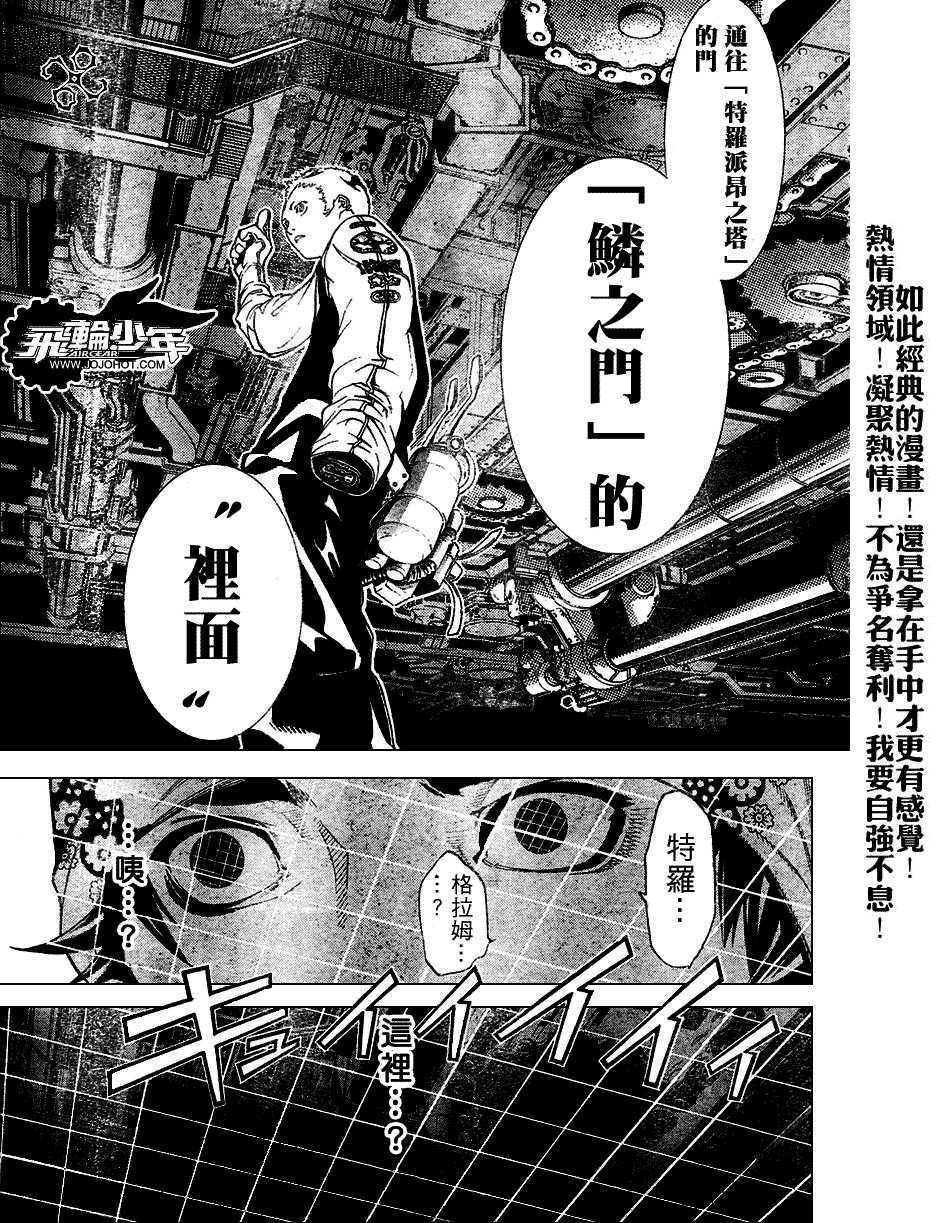 如此經典的漫畫！還是拿在手中才更有感覺！
熱情領域！凝聚熱情！不為爭名奪利！我要自強不息！
通往「特羅派昂之塔」
的門
「鱗之門」的
〝裡面〞
飛輪少年
AIR GEAR
WWW.JOJOHOT.COM
特羅…
格拉姆…
…？
…咦…？
キュイイイイイ
這裡…？